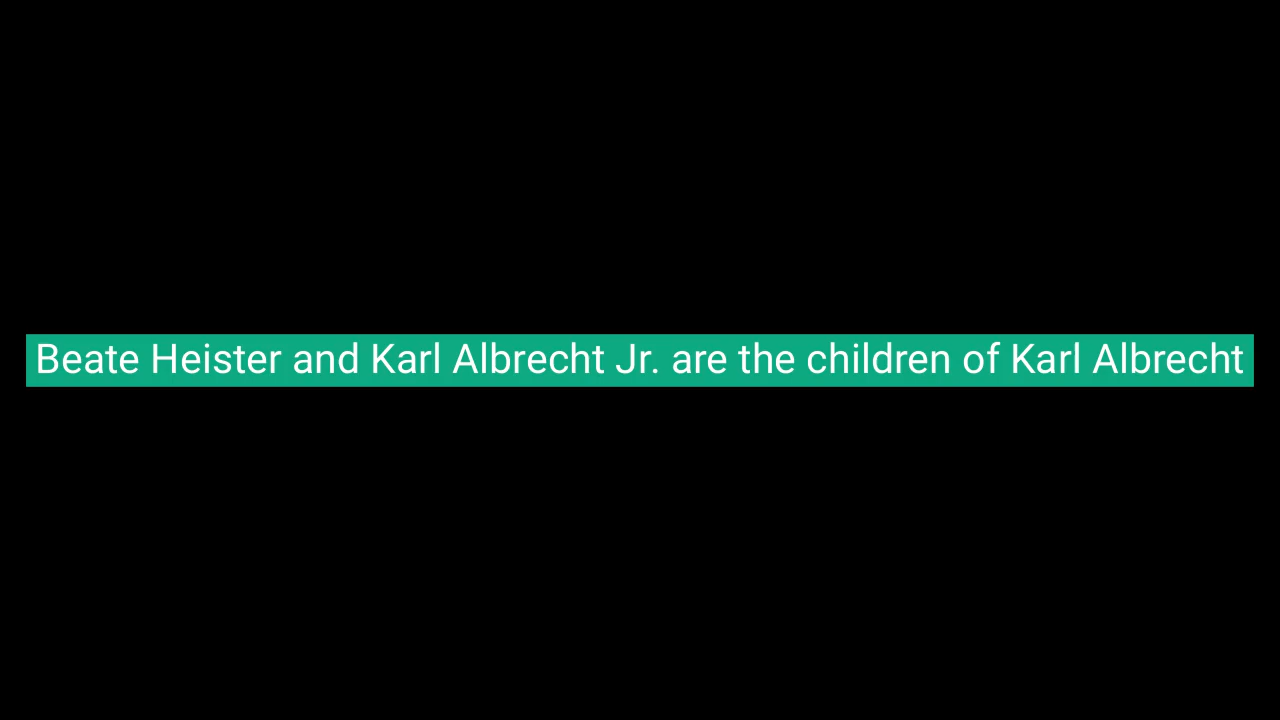 Beate Heister and Karl Albrecht Jr. are the children of Karl Albrecht